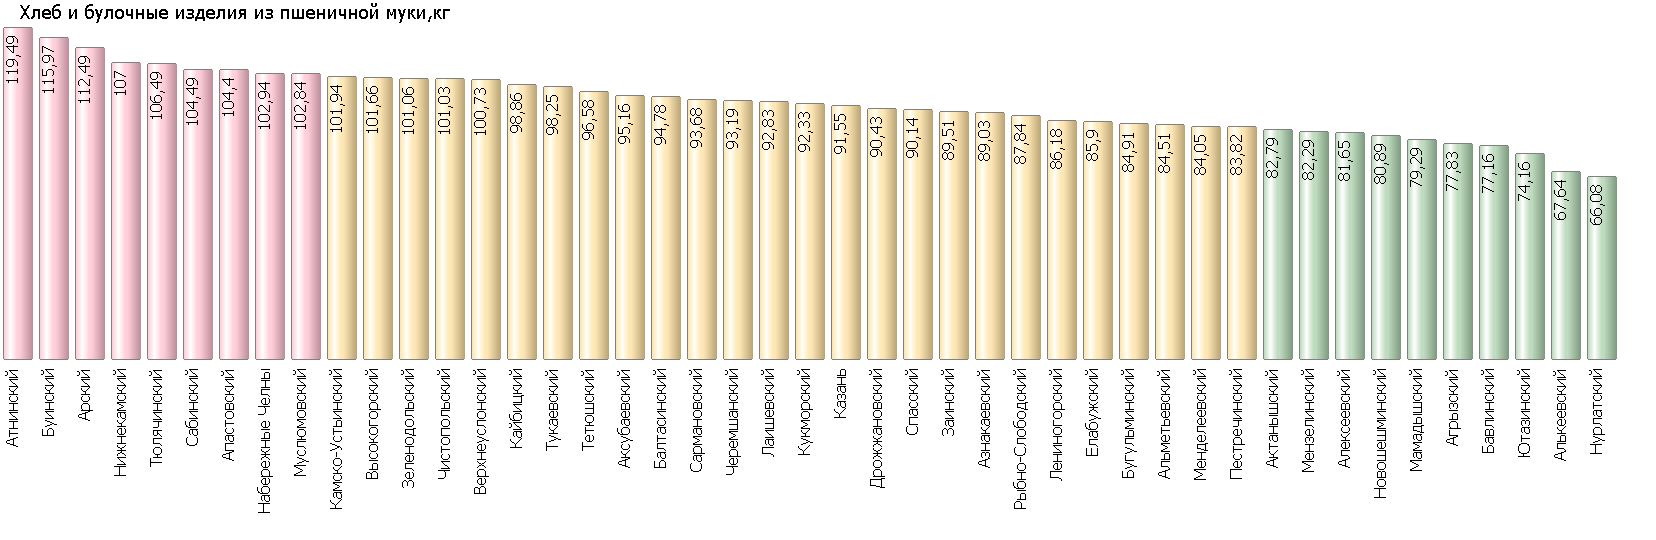 Хлеб и булочные изделия из пшеничной муки,кг
119,49
115,97
112,49
107
106,49
104,49
104,4
102,94
102,84
101,94
101,66
101,06
101,03
100,73
98,86
98,25
96,58
95,16
94,78
93,68
93,19
92,83
92,33
91,55
90,43
90,14
89,51
89,03
87,84
86,18
85,9
84,91
84,51
84,05
83,82
82,79
82,29
81,65
80,89
79,29
77,83
77,16
74,16
67,64
66,08
Атнинский
Буинский
Арский
Нижнекамский
Тюлячинский
Сабинский
Апастовский
Набережные Челны
Муслюмовский
Камско-Устьинский
Высокогорский
Зеленодольский
Чистопольский
Верхнеуслонский
Кайбицкий
Тукаевский
Тетюшский
Аксубаевский
Балтасинский
Сармановский
Черемшанский
Лаишевский
Кукморский
Казань
Дрожжановский
Спасский
Заинский
Азнакаевский
Рыбно-Слободский
Лениногорский
Елабужский
Бугульминский
Альметьевский
Менделеевский
Пестречинский
Актанышский
Мензелинский
Алексеевский
Новошешминский
Мамадышский
Агрызский
Бавлинский
Ютазинский
Алькеевский
Нурлатский